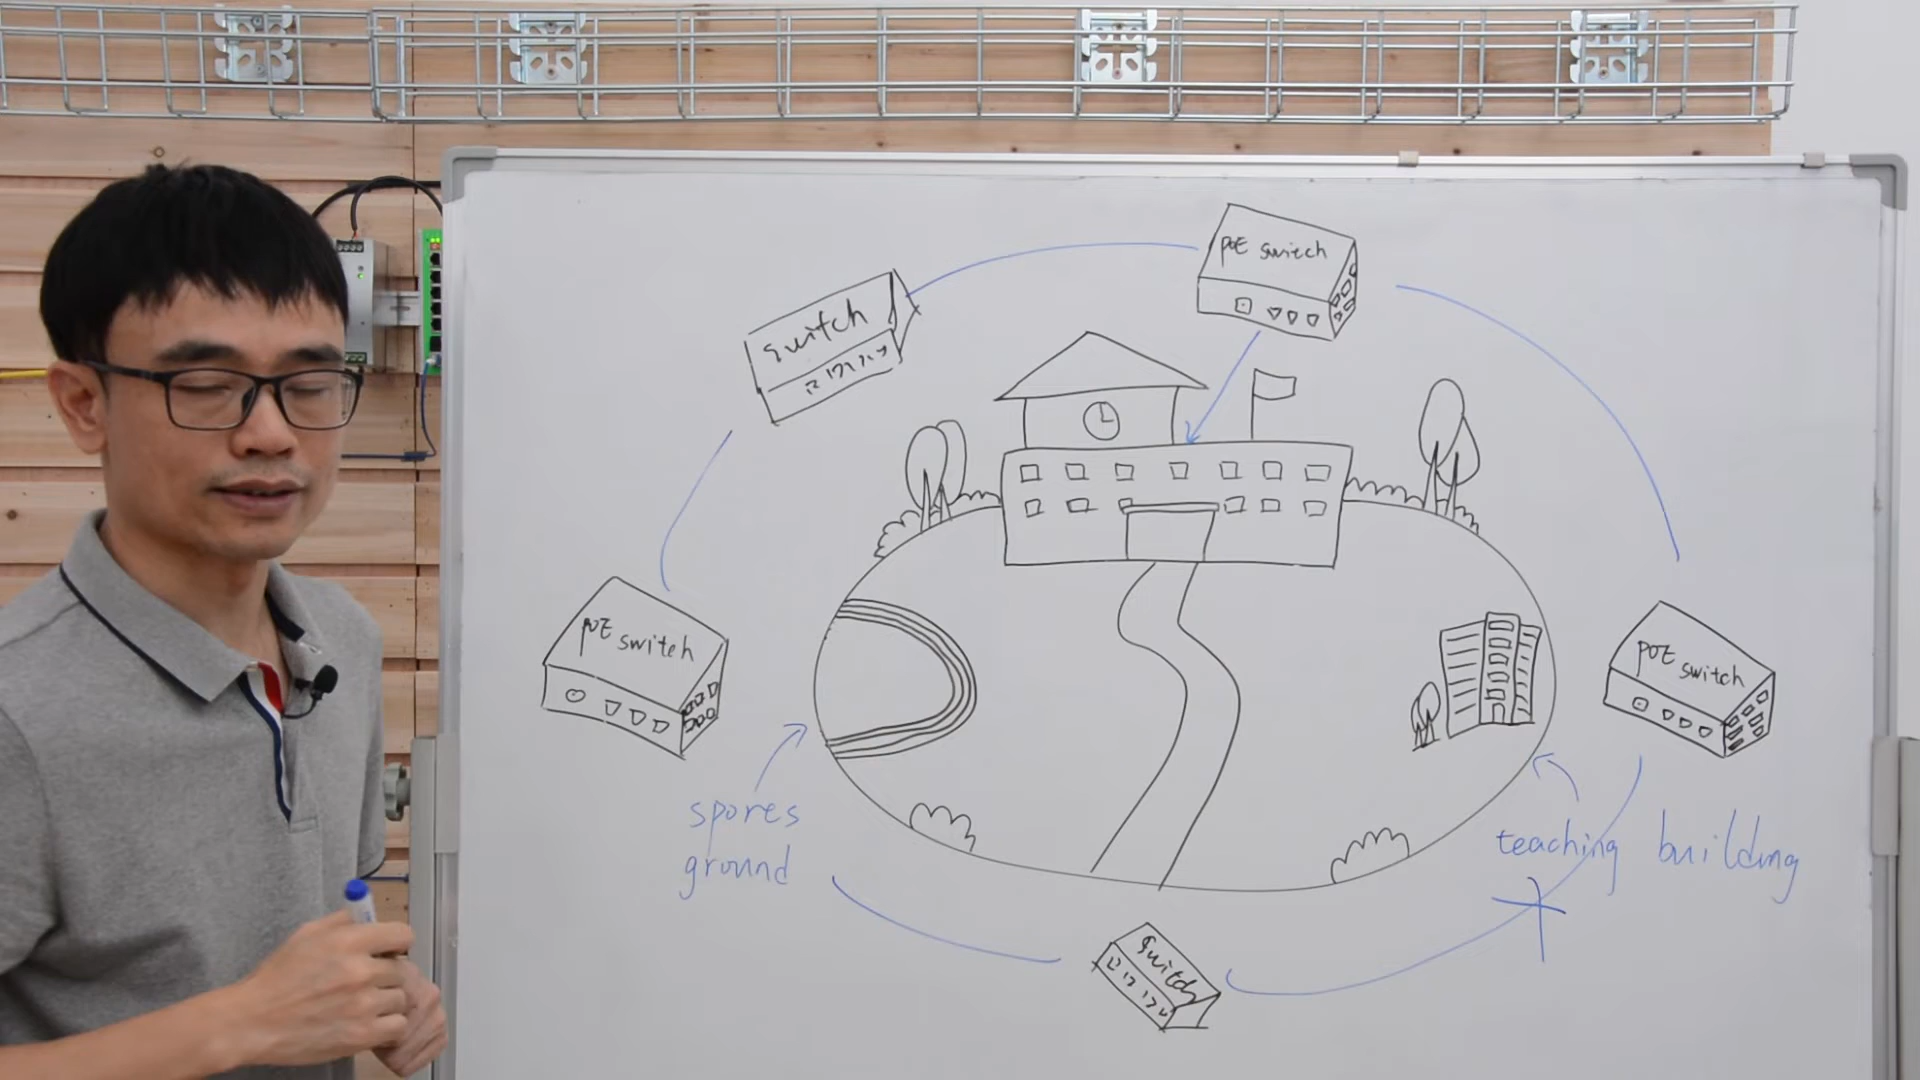 PoE switch
switch
PoE switch
PoE switch
spores
ground
teaching building
switch